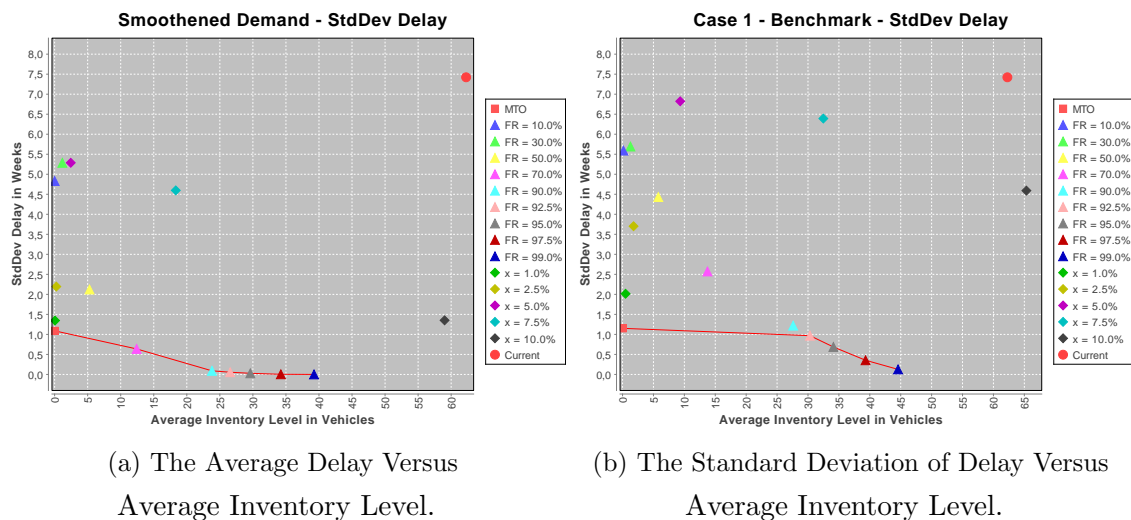 Smoothened Demand - StdDev Delay
StdDev Delay in Weeks
8,0
7,5
7,0
6,5
6,0
5,5
5,0
4,5
4,0
3,5
3,0
2,5
2,0
1,5
1,0
0,5
0,0
0 5 10 15 20 25 30 35 40 45 50 55 60
Average Inventory Level in Vehicles
MTO
FR = 10.0%
FR = 30.0%
FR = 50.0%
FR = 70.0%
FR = 90.0%
FR = 92.5%
FR = 95.0%
FR = 97.5%
FR = 99.0%
x = 1.0%
x = 2.5%
x = 5.0%
x = 7.5%
x = 10.0%
Current
(a) The Average Delay Versus
Average Inventory Level.
Case 1 - Benchmark - StdDev Delay
StdDev Delay in Weeks
8,0
7,5
7,0
6,5
6,0
5,5
5,0
4,5
4,0
3,5
3,0
2,5
2,0
1,5
1,0
0,5
0,0
0 5 10 15 20 25 30 35 40 45 50 55 60 65
Average Inventory Level in Vehicles
MTO
FR = 10.0%
FR = 30.0%
FR = 50.0%
FR = 70.0%
FR = 90.0%
FR = 92.5%
FR = 95.0%
FR = 97.5%
FR = 99.0%
x = 1.0%
x = 2.5%
x = 5.0%
x = 7.5%
x = 10.0%
Current
(b) The Standard Deviation of Delay Versus
Average Inventory Level.